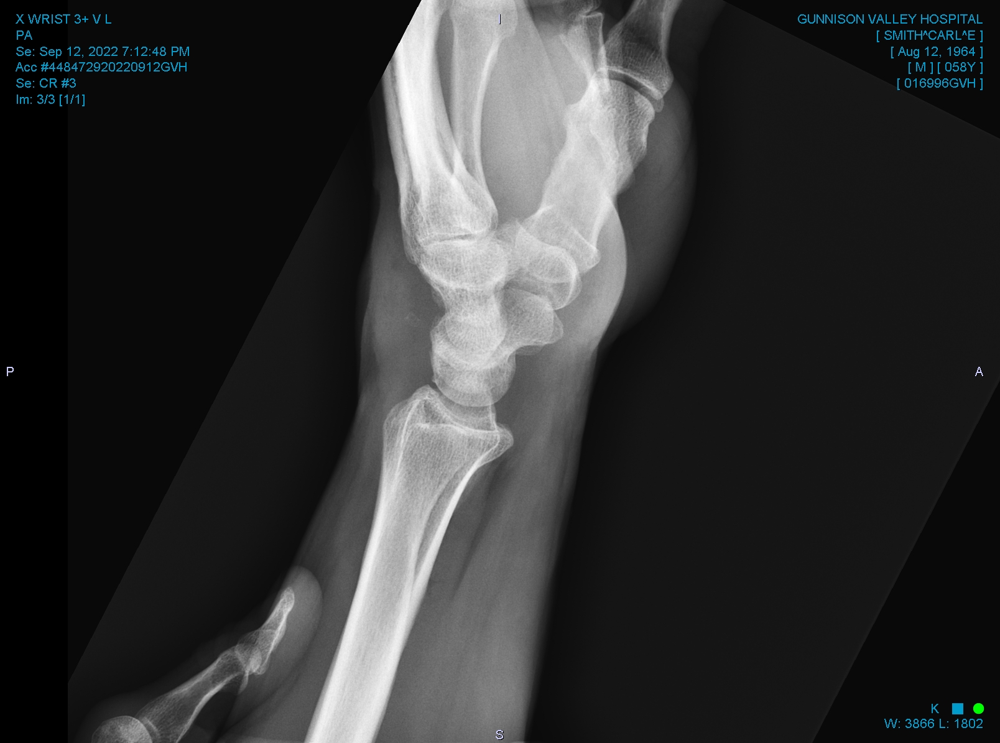 X WRIST 3+ V L
PA
Se: Sep 12, 2022 7:12:48 PM
Acc #448472920220912GVH
Se: CR #3
Im: 3/3 [1/1]
I
GUNNISON VALLEY HOSPITAL
[ SMITH^CARL^E ]
[ Aug 12, 1964 ]
[ M ] [ 058Y ]
[ 016996GVH ]
P
A
K
W: 3866 L: 1802
S